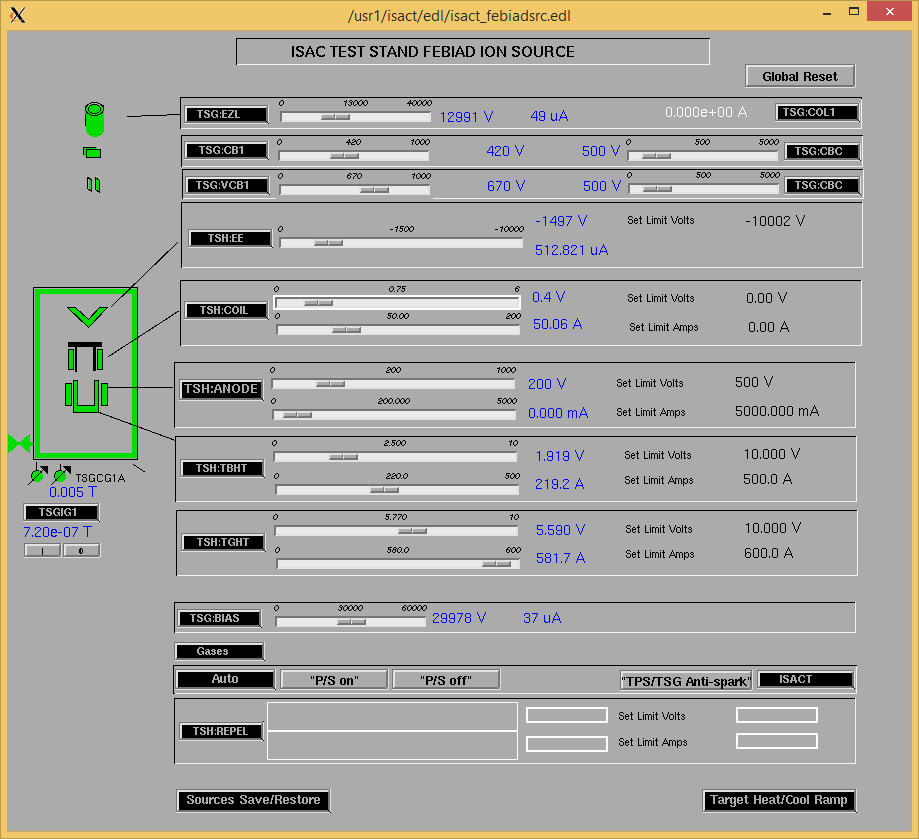 /usr1/isact/edl/isact_febiadsrc.edl
ISAC TEST STAND FEBIAD ION SOURCE
Global Reset
TSG:EZL 0 13000 40000 12991 V 49 uA 0.000e+00 A TSG:COL1
TSG:CB1 0 420 1000 420 V 500 V 0 500 5000 TSG:CBC
TSG:VCB1 0 670 1000 670 V 500 V 0 500 5000 TSG:CBC
TSH:EE 0 -1500 -10000 -1497 V Set Limit Volts -10002 V
512.821 uA
TSH:COIL 0 0.75 6 0.4 V Set Limit Volts 0.00 V
0 50.00 200 50.06 A Set Limit Amps 0.00 A
TSH:ANODE 0 200 1000 200 V Set Limit Volts 500 V
0 200.000 5000 0.000 mA Set Limit Amps 5000.000 mA
TSH:TBHT 0 2.500 10 1.919 V Set Limit Volts 10.000 V
0 220.0 500 219.2 A Set Limit Amps 500.0 A
TSGCG1A
0.005 T
TSGIG1
7.20e-07 T
I 0
TSH:TGHT 0 5.770 10 5.590 V Set Limit Volts 10.000 V
0 580.0 600 581.7 A Set Limit Amps 600.0 A
TSG:BIAS 0 30000 60000 29978 V 37 uA
Gases
Auto "P/S on" "P/S off" "TPS/TSG Anti-spark" ISACT
TSH:REPEL Set Limit Volts
Set Limit Amps
Sources Save/Restore Target Heat/Cool Ramp